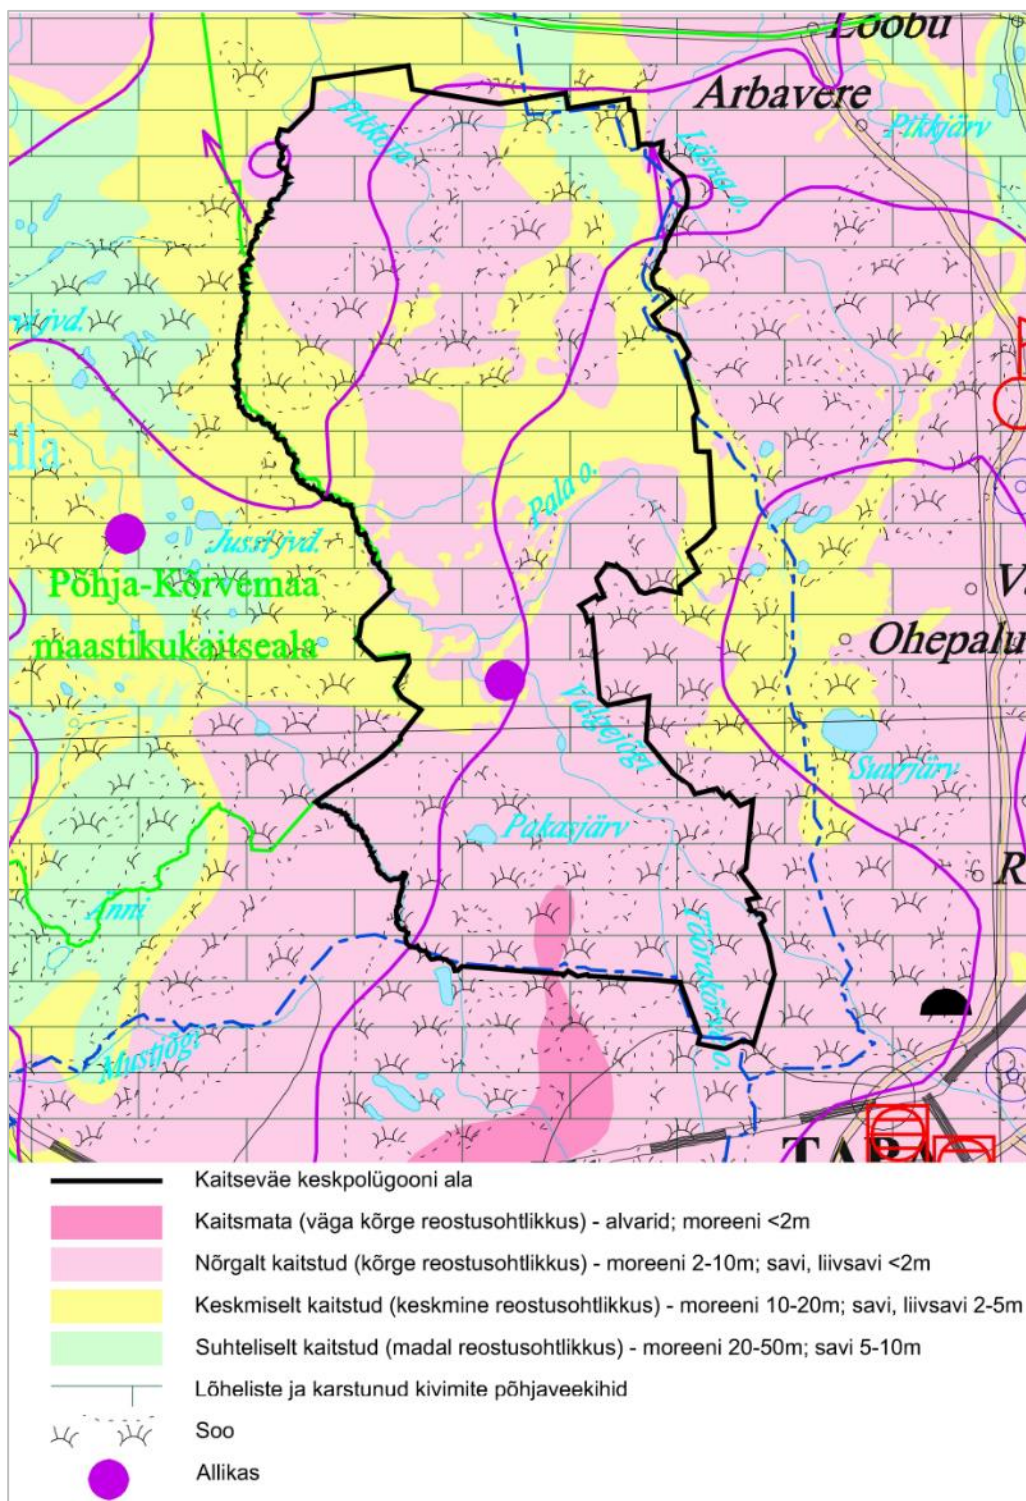 Loobu
Arbavere
Pikkjärv
Pikkoja
Läsna o.
Pala o.
Jussi jvd.
Põhja-Kõrvemaa
maastikukaitseala
Ohepalu
Valgejõgi
Suurjärv
Pakasjärv
Änni
Mustjõgi
TAPA
Kaitseväe keskpolügooni ala
Kaitsmata (väga kõrge reostusohtlikkus) - alvarid; moreeni <2m
Nõrgalt kaitstud (kõrge reostusohtlikkus) - moreeni 2-10m; savi, liivsavi <2m
Keskmiselt kaitstud (keskmine reostusohtlikkus) - moreeni 10-20m; savi, liivsavi 2-5m
Suhteliselt kaitstud (madal reostusohtlikkus) - moreeni 20-50m; savi 5-10m
Lõheliste ja karstunud kivimite põhjaveekihid
Soo
Allikas